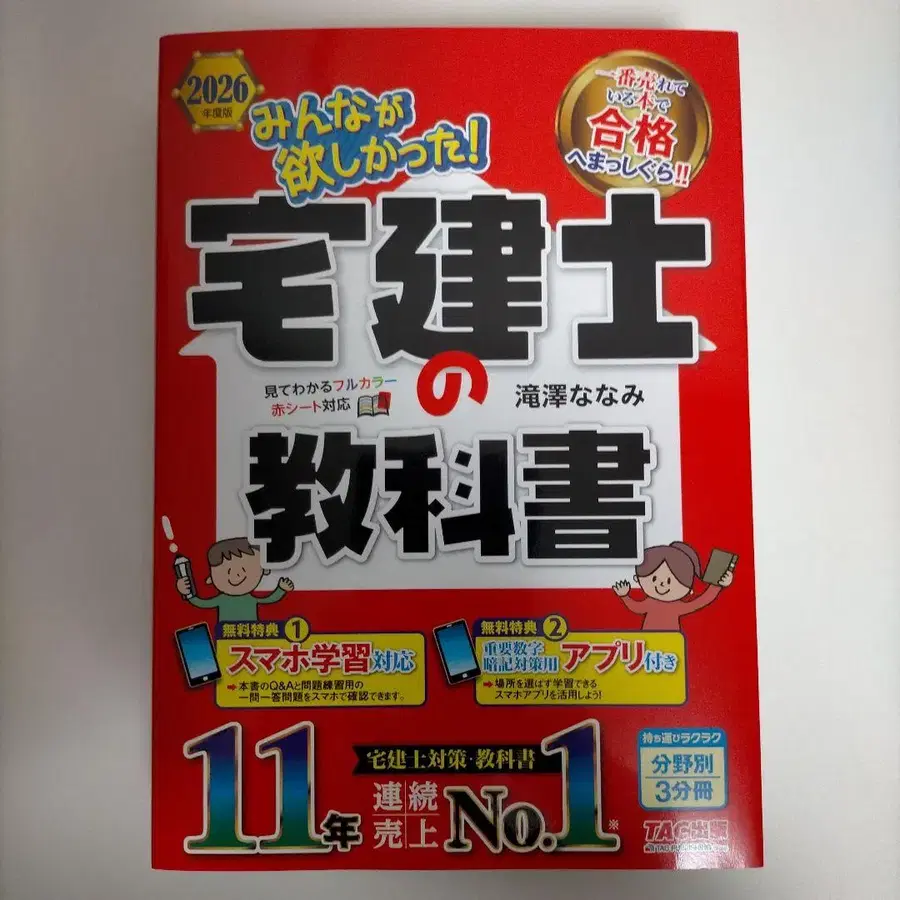 2026
年度版
みんなが
欲しかった!
一番売れて
いる本で
合格
へまっしぐら!!
宅建士
の
見てわかるフルカラー
赤シート対応
滝澤ななみ
教科書
無料特典 1
スマホ学習対応
➡本書のQ&Aと問題練習用の
一問一答問題をスマホで確認できます。
無料特典 2
重要数字
暗記対策用 アプリ付き
➡場所を選ばず学習できる
スマホアプリを活用しよう!
11年
宅建士対策・教科書
連続
売上
No.1※
持ち運びラクラク
分野別
3分冊
TAC出版